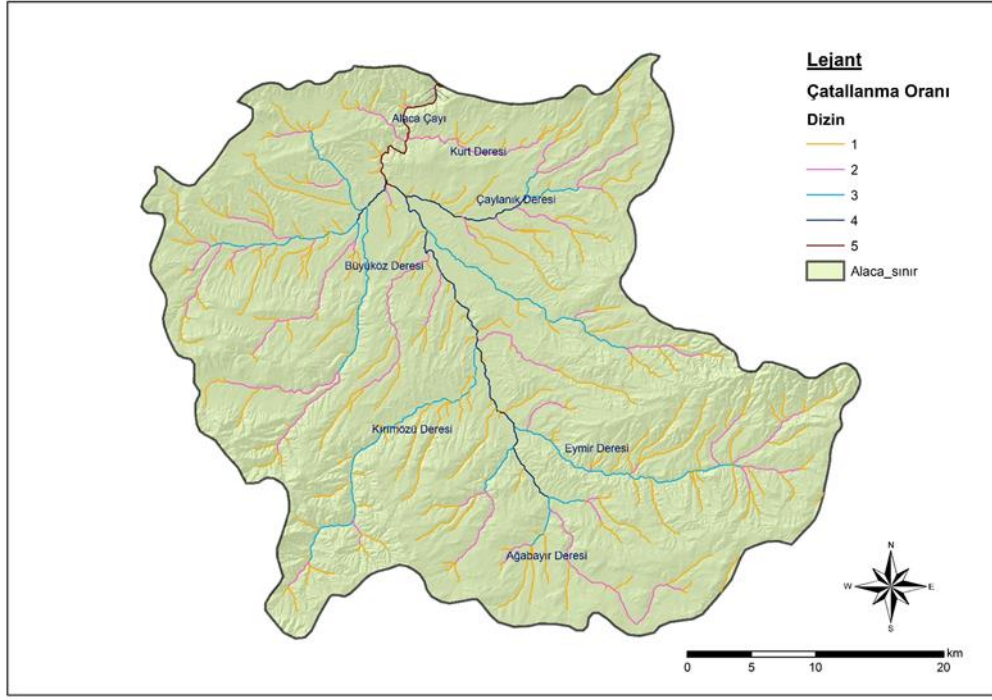 Lejant
Çatallanma Oranı
Dizin
1
2
3
4
5
Alaca_sınır
Alaca Çayı
Kurt Deresi
Çaylanık Deresi
Büyüköz Deresi
Kırımözü Deresi
Eymir Deresi
Ağabayır Deresi
N
W E
S
km
0 5 10 20